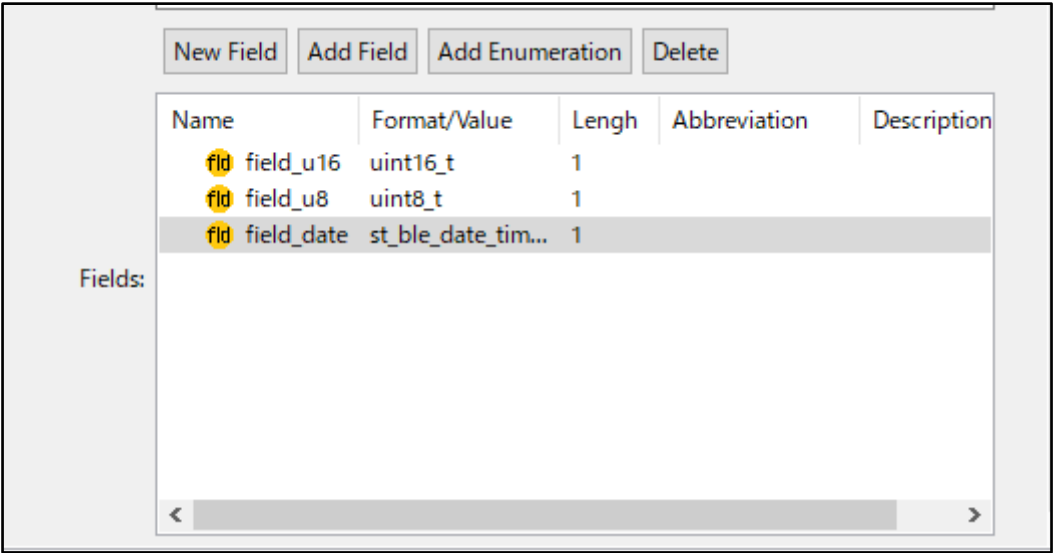 New Field Add Field Add Enumeration Delete
Name Format/Value Lengh Abbreviation Description
fld field_u16 uint16_t 1
fld field_u8 uint8_t 1
fld field_date st_ble_date_tim... 1
Fields: